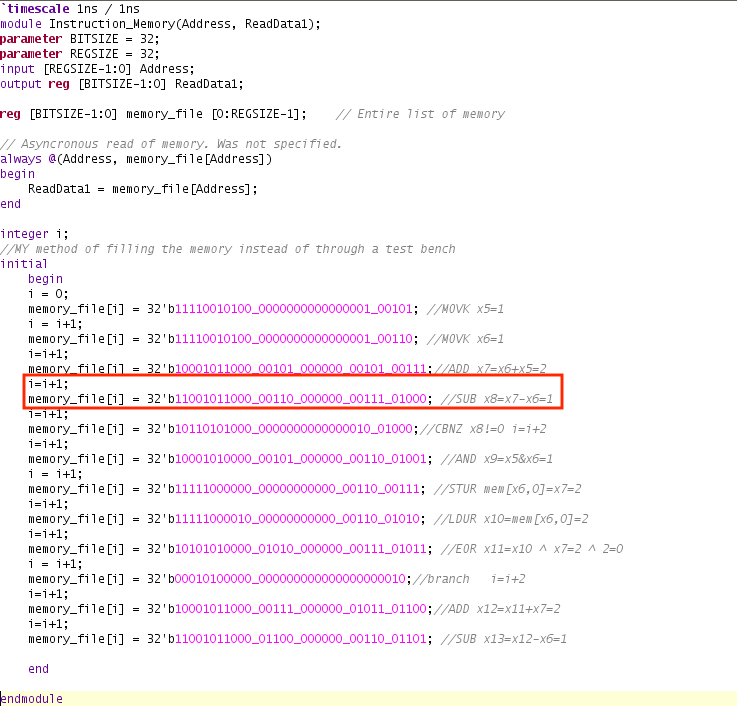 `timescale 1ns / 1ns
module Instruction_Memory(Address, ReadData1);
parameter BITSIZE = 32;
parameter REGSIZE = 32;
input [REGSIZE-1:0] Address;
output reg [BITSIZE-1:0] ReadData1;
reg [BITSIZE-1:0] memory_file [0:REGSIZE-1];    // Entire list of memory
// Asyncronous read of memory. Was not specified.
always @(Address, memory_file[Address])
begin
ReadData1 = memory_file[Address];
end
integer i;
//MY method of filling the memory instead of through a test bench
initial
begin
i = 0;
memory_file[i] = 32'b11110010100_0000000000000001_00101; //MOVK x5=1
i = i+1;
memory_file[i] = 32'b11110010100_0000000000000001_00110; //MOVK x6=1
i=i+1;
memory_file[i] = 32'b10001011000_00101_000000_00101_00111;//ADD x7=x6+x5=2
i=i+1;
memory_file[i] = 32'b11001011000_00110_000000_00111_01000; //SUB x8=x7-x6=1
i=i+1;
memory_file[i] = 32'b10110101000_0000000000000010_01000;//CBNZ x8!=0 i=i+2
i=i+1;
memory_file[i] = 32'b10001010000_00101_000000_00110_01001; //AND x9=x5&x6=1
i = i+1;
memory_file[i] = 32'b11111000000_00000000000_00110_00111; //STUR mem[x6,0]=x7=2
i=i+1;
memory_file[i] = 32'b11111000010_00000000000_00110_01010; //LDUR x10=mem[x6,0]=2
i=i+1;
memory_file[i] = 32'b10101010000_01010_000000_00111_01011; //EOR x11=x10 ^ x7=2 ^ 2=0
i = i+1;
memory_file[i] = 32'b00010100000_000000000000000000010;//branch   i=i+2
i=i+1;
memory_file[i] = 32'b10001011000_00111_000000_01011_01100;//ADD x12=x11+x7=2
i=i+1;
memory_file[i] = 32'b11001011000_01100_000000_00110_01101; //SUB x13=x12-x6=1
end
endmodule